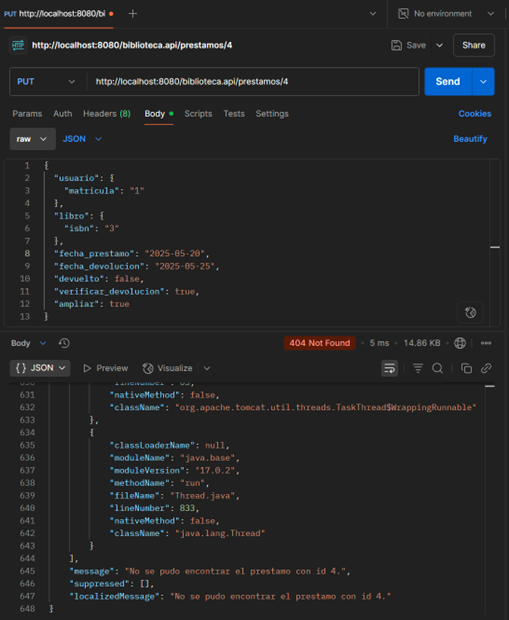 PUT http://localhost:8080/bi
No environment
HTTP http://localhost:8080/biblioteca.api/prestamos/4
Save
Share
PUT
http://localhost:8080/biblioteca.api/prestamos/4
Send
Params Auth Headers (8) Body Scripts Tests Settings
Cookies
raw JSON
Beautify
1 {
2 "usuario": {
3 "matricula": "1"
4 },
5 "libro": {
6 "isbn": "3"
7 },
8 "fecha_prestamo": "2025-05-20",
9 "fecha_devolucion": "2025-05-25",
10 "devuelto": false,
11 "verificar_devolucion": true,
12 "ampliar": true
13 }
Body
404 Not Found • 5 ms • 14.86 KB
{} JSON Preview Visualize
630 "lineNumber": 63,
631 "nativeMethod": false,
632 "className": "org.apache.tomcat.util.threads.TaskThread$WrappingRunnable"
633 },
634 {
635 "classLoaderName": null,
636 "moduleName": "java.base",
637 "moduleVersion": "17.0.2",
638 "methodName": "run",
639 "fileName": "Thread.java",
640 "lineNumber": 833,
641 "nativeMethod": false,
642 "className": "java.lang.Thread"
643 }
644 ],
645 "message": "No se pudo encontrar el prestamo con id 4.",
646 "suppressed": [],
647 "localizedMessage": "No se pudo encontrar el prestamo con id 4."
648 }